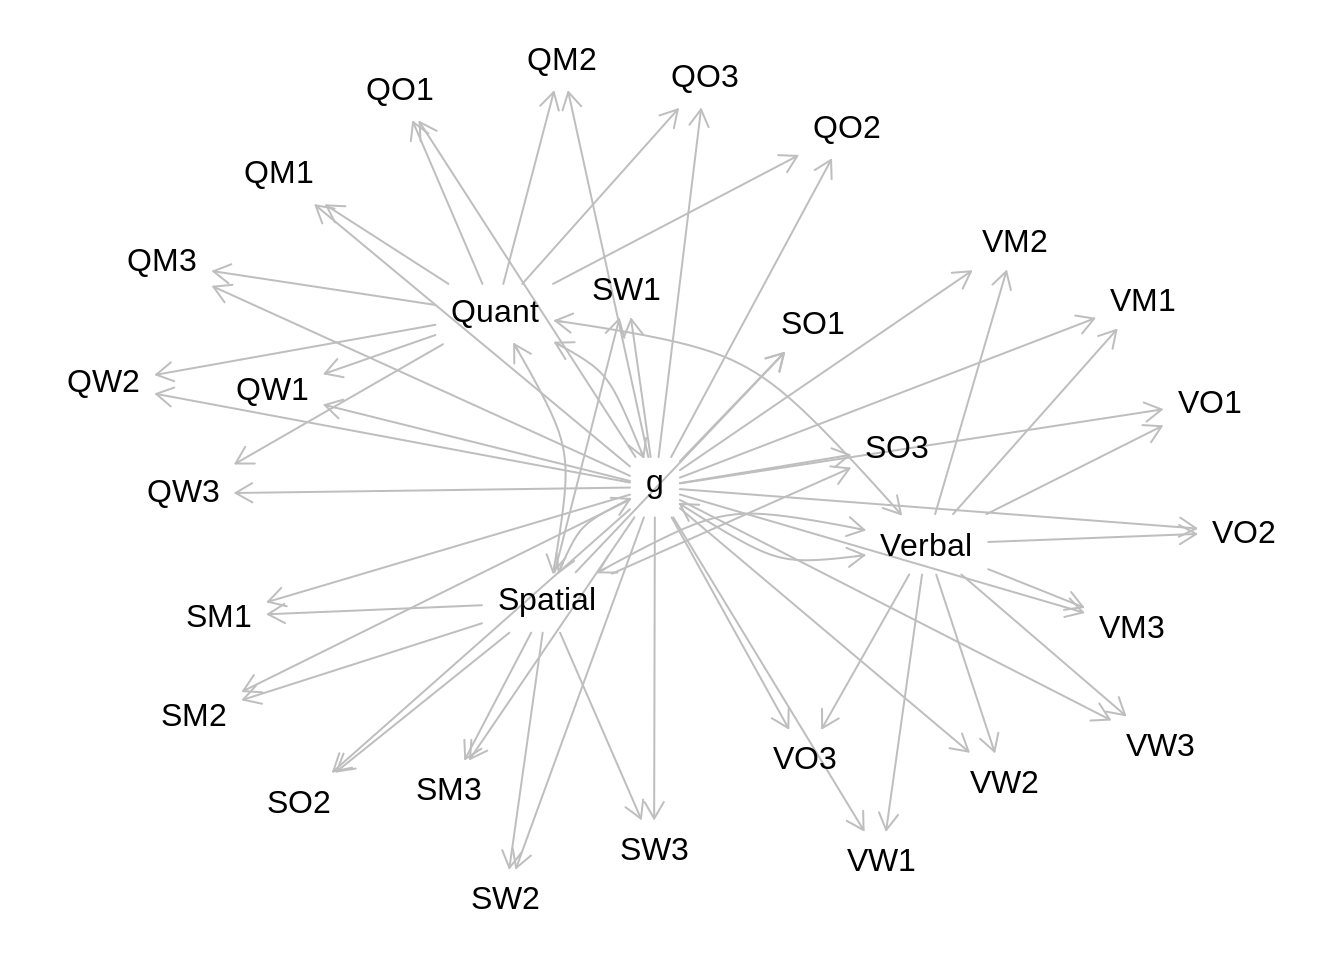 QM2
QO3
QO1
QO2
QM1
VM2
QM3
SW1
VM1
Quant
SO1
QW2
QW1
VO1
SO3
g
QW3
VO2
Verbal
Spatial
SM1
VM3
SM2
VW3
VO3
VW2
SM3
SO2
SW3
VW1
SW2